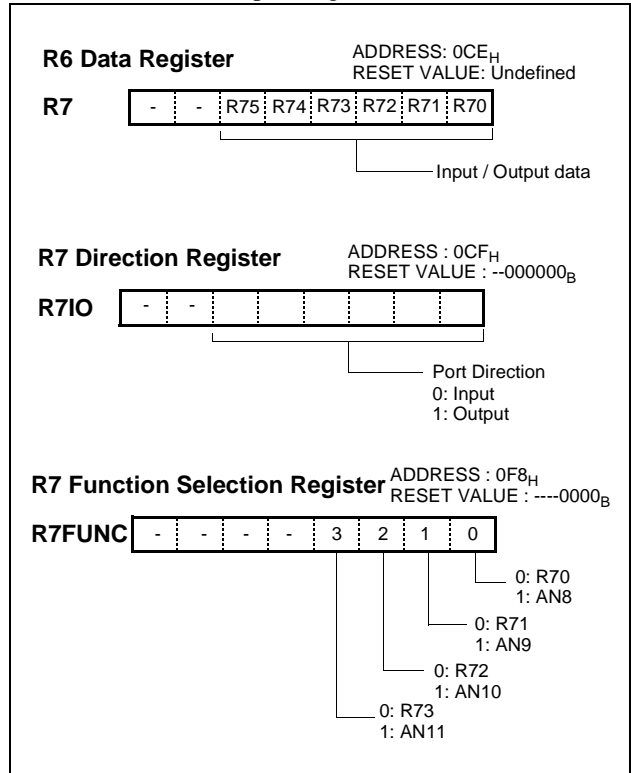 R6 Data Register
ADDRESS: 0CEH
RESET VALUE: Undefined
R7 - - R75 R74 R73 R72 R71 R70
Input / Output data
R7 Direction Register
ADDRESS : 0CFH
RESET VALUE : --000000B
R7IO - -
Port Direction
0: Input
1: Output
R7 Function Selection Register
ADDRESS : 0F8H
RESET VALUE : ----0000B
R7FUNC - - - - 3 2 1 0
0: R70
1: AN8
0: R71
1: AN9
0: R72
1: AN10
0: R73
1: AN11